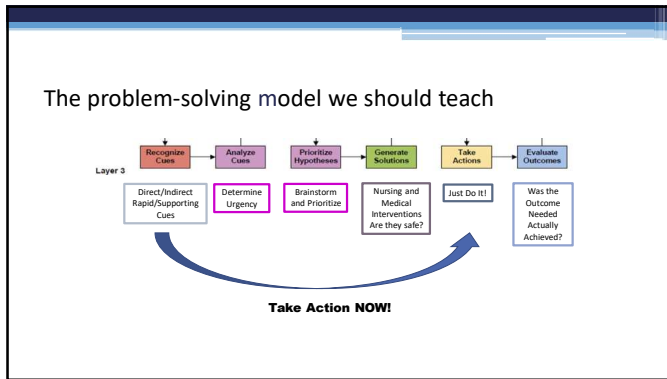 The problem-solving model we should teach
Recognize
Cues
Analyze
Cues
Prioritize
Hypotheses
Generate
Solutions
Take
Actions
Evaluate
Outcomes
Layer 3
Direct/Indirect
Rapid/Supporting
Cues
Determine
Urgency
Brainstorm
and Prioritize
Nursing and
Medical
Interventions
Are they safe?
Just Do It!
Was the
Outcome
Needed
Actually
Achieved?
Take Action NOW!